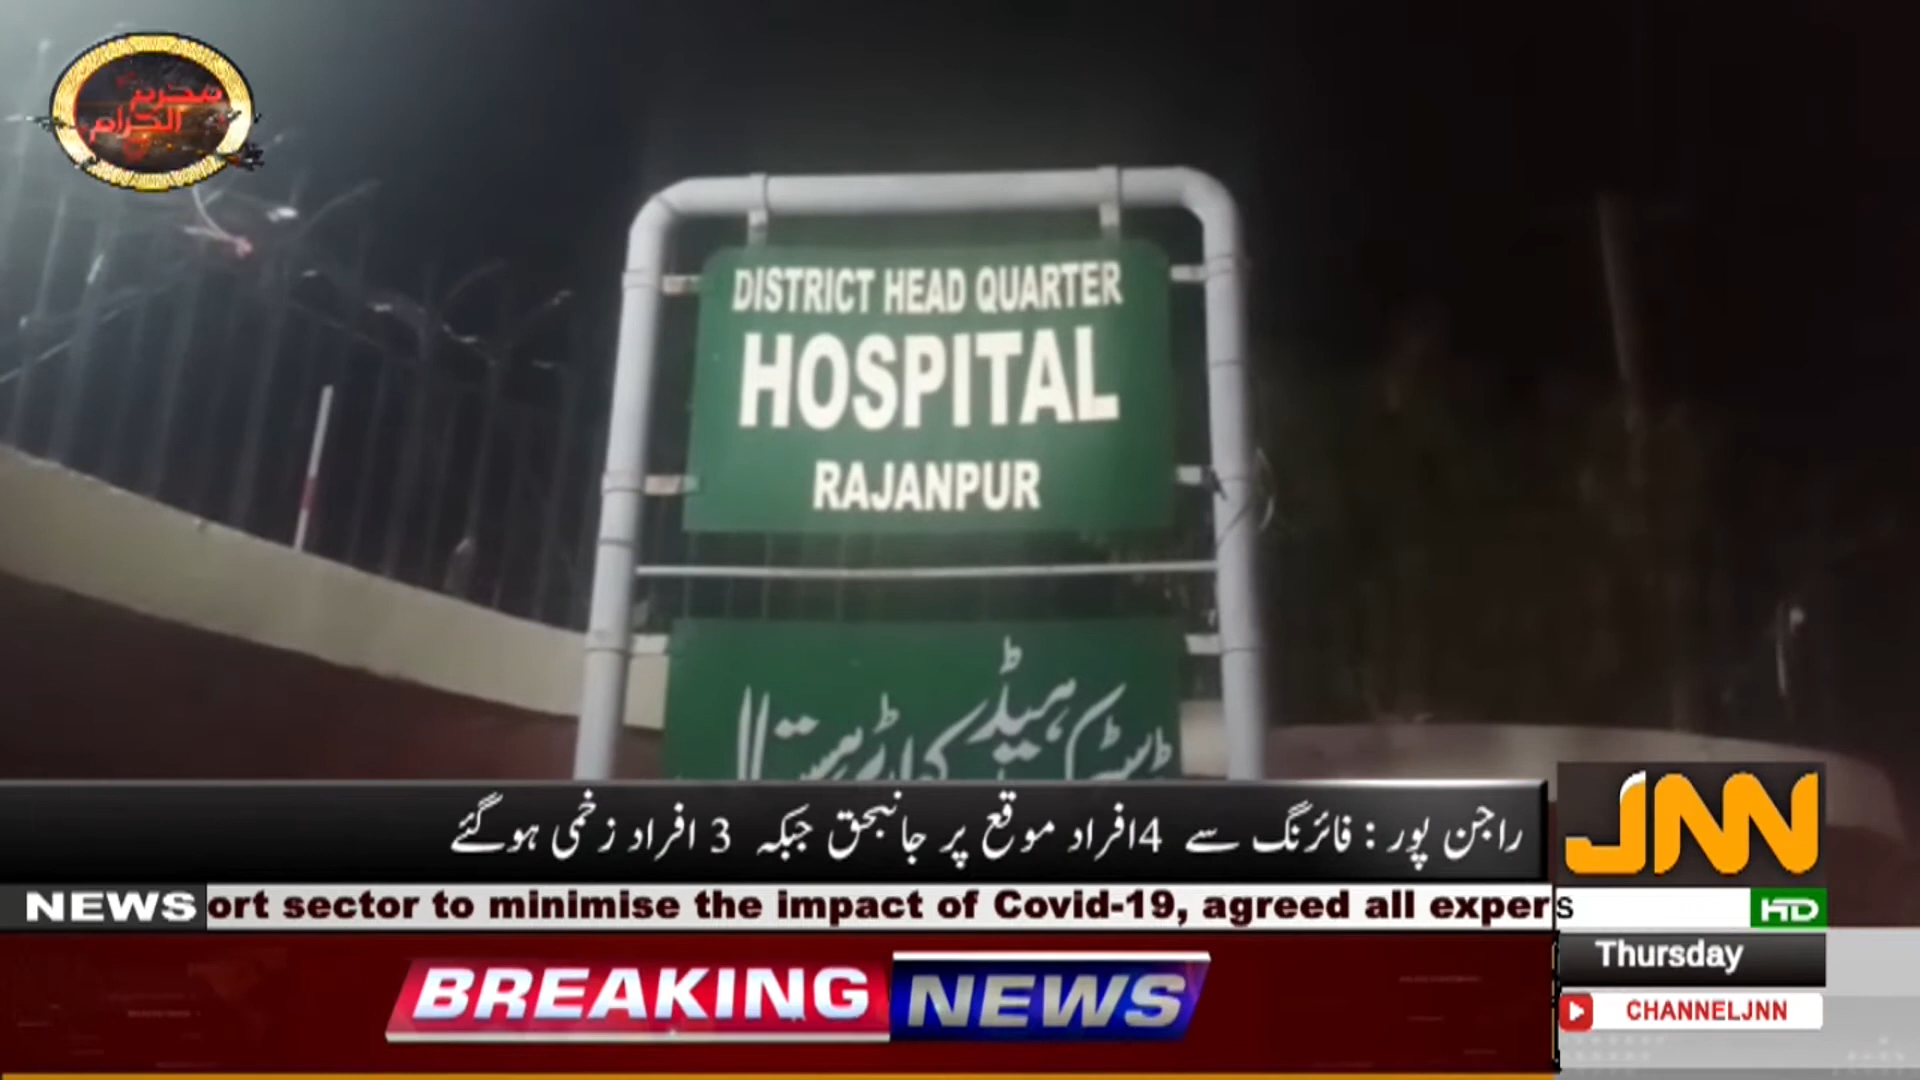 محرم
الحرام
DISTRICT HEAD QUARTER
HOSPITAL
RAJANPUR
ڈسٹرکٹ ہیڈ کوارٹر ہسپتال
راجن پور : فائرنگ سے 4افراد موقع پر جانبحق جبکہ 3 افراد زخمی ہوگئے
JNN
NEWS ort sector to minimise the impact of Covid-19, agreed all expers
HD
BREAKING NEWS
Thursday
CHANNELJNN